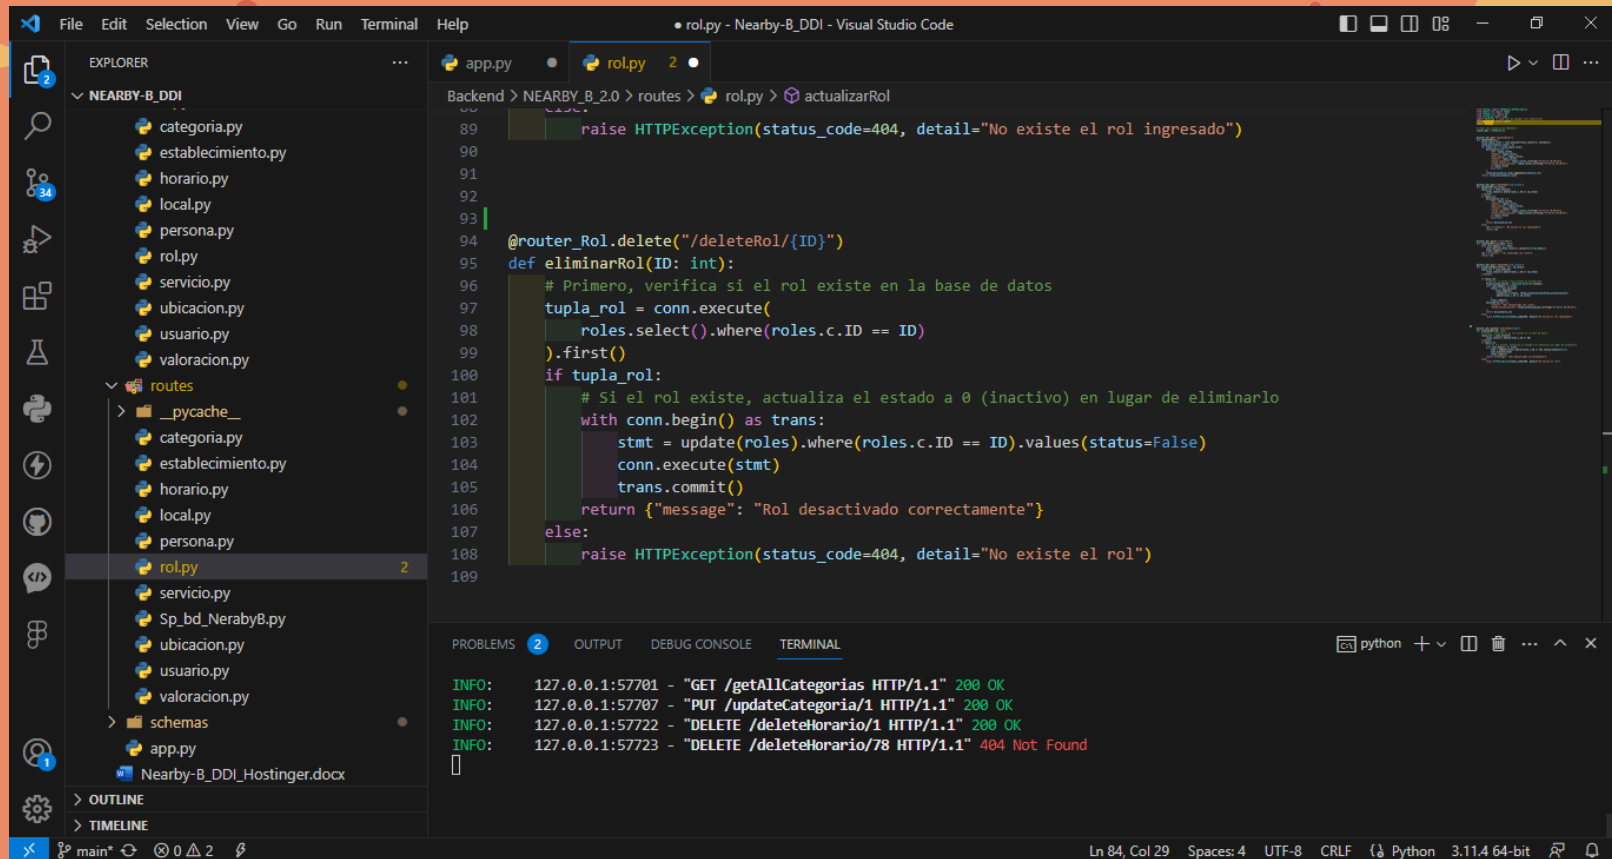 File Edit Selection View Go Run Terminal Help
● rol.py - Nearby-B_DDI - Visual Studio Code
EXPLORER
NEARBY-B_DDI
categoria.py
establecimiento.py
horario.py
local.py
persona.py
rol.py
servicio.py
ubicacion.py
usuario.py
valoracion.py
routes
__pycache__
categoria.py
establecimiento.py
horario.py
local.py
persona.py
rol.py 2
servicio.py
Sp_bd_NerabyB.py
ubicacion.py
usuario.py
valoracion.py
schemas
app.py
Nearby-B_DDI_Hostinger.docx
OUTLINE
TIMELINE
2
34
1
app.py ● rol.py 2 ●
Backend > NEARBY_B_2.0 > routes > rol.py > actualizarRol
88 else:
89 raise HTTPException(status_code=404, detail="No existe el rol ingresado")
90
91
92
93
94 @router_Rol.delete("/deleteRol/{ID}")
95 def eliminarRol(ID: int):
96 # Primero, verifica si el rol existe en la base de datos
97 tupla_rol = conn.execute(
98 roles.select().where(roles.c.ID == ID)
99 ).first()
100 if tupla_rol:
101 # Si el rol existe, actualiza el estado a 0 (inactivo) en lugar de eliminarlo
102 with conn.begin() as trans:
103 stmt = update(roles).where(roles.c.ID == ID).values(status=False)
104 conn.execute(stmt)
105 trans.commit()
106 return {"message": "Rol desactivado correctamente"}
107 else:
108 raise HTTPException(status_code=404, detail="No existe el rol")
109
PROBLEMS 2 OUTPUT DEBUG CONSOLE TERMINAL
python
INFO: 127.0.0.1:57701 - "GET /getAllCategorias HTTP/1.1" 200 OK
INFO: 127.0.0.1:57707 - "PUT /updateCategoria/1 HTTP/1.1" 200 OK
INFO: 127.0.0.1:57722 - "DELETE /deleteHorario/1 HTTP/1.1" 200 OK
INFO: 127.0.0.1:57723 - "DELETE /deleteHorario/78 HTTP/1.1" 404 Not Found
main* 0 2 Ln 84, Col 29 Spaces: 4 UTF-8 CRLF Python 3.11.4 64-bit